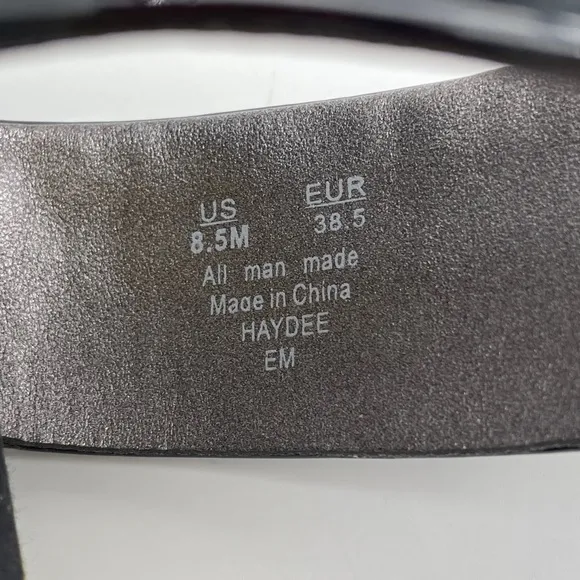 US EUR
8.5M 38.5
All man made
Made in China
HAYDEE
EM